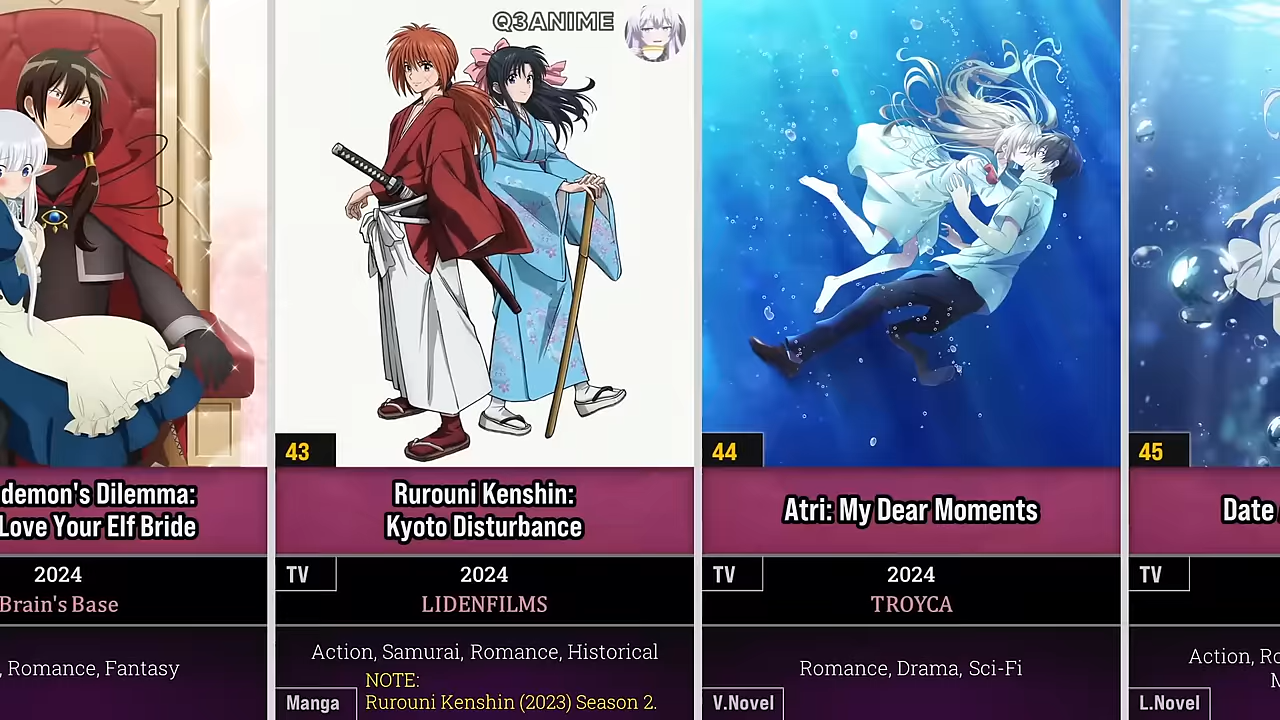 Q3ANIME
demon's Dilemma:
Love Your Elf Bride
2024
Brain's Base
, Romance, Fantasy
43
Rurouni Kenshin:
Kyoto Disturbance
TV
2024
LIDENFILMS
Action, Samurai, Romance, Historical
NOTE:
Manga
Rurouni Kenshin (2023) Season 2.
44
Atri: My Dear Moments
TV
2024
TROYCA
Romance, Drama, Sci-Fi
V.Novel
45
Date
TV
Action, Ro
M
L.Novel